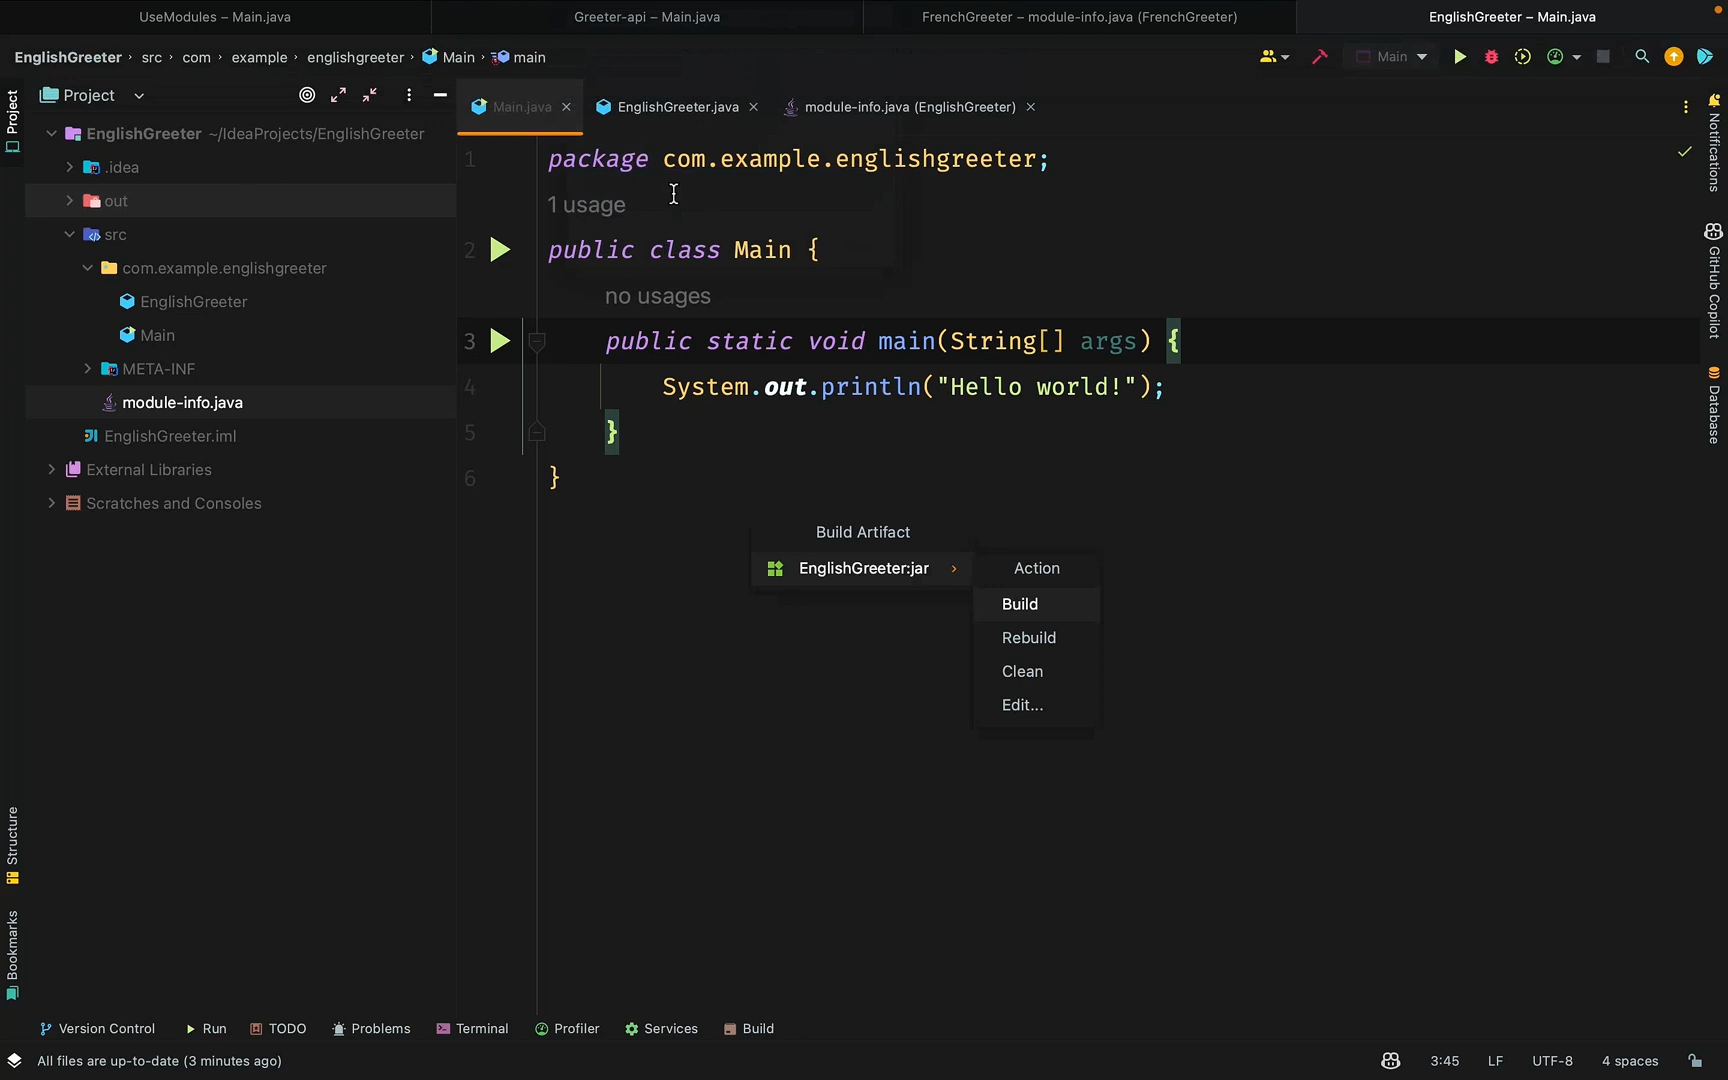 UseModules – Main.java
Greeter-api – Main.java
FrenchGreeter – module-info.java (FrenchGreeter)
EnglishGreeter – Main.java
EnglishGreeter › src › com › example › englishgreeter › Main › main
Main
Project
Project
Main.java
EnglishGreeter.java
module-info.java (EnglishGreeter)
EnglishGreeter ~/IdeaProjects/EnglishGreeter
.idea
out
src
com.example.englishgreeter
EnglishGreeter
Main
META-INF
module-info.java
EnglishGreeter.iml
External Libraries
Scratches and Consoles
1 package com.example.englishgreeter;
1 usage
2 public class Main {
no usages
3 public static void main(String[] args) {
4 System.out.println("Hello world!");
5 }
6 }
Build Artifact
EnglishGreeter:jar
Action
Build
Rebuild
Clean
Edit...
Notifications
GitHub Copilot
Database
Structure
Bookmarks
Version Control
Run
TODO
Problems
Terminal
Profiler
Services
Build
All files are up-to-date (3 minutes ago)
3:45
LF
UTF-8
4 spaces